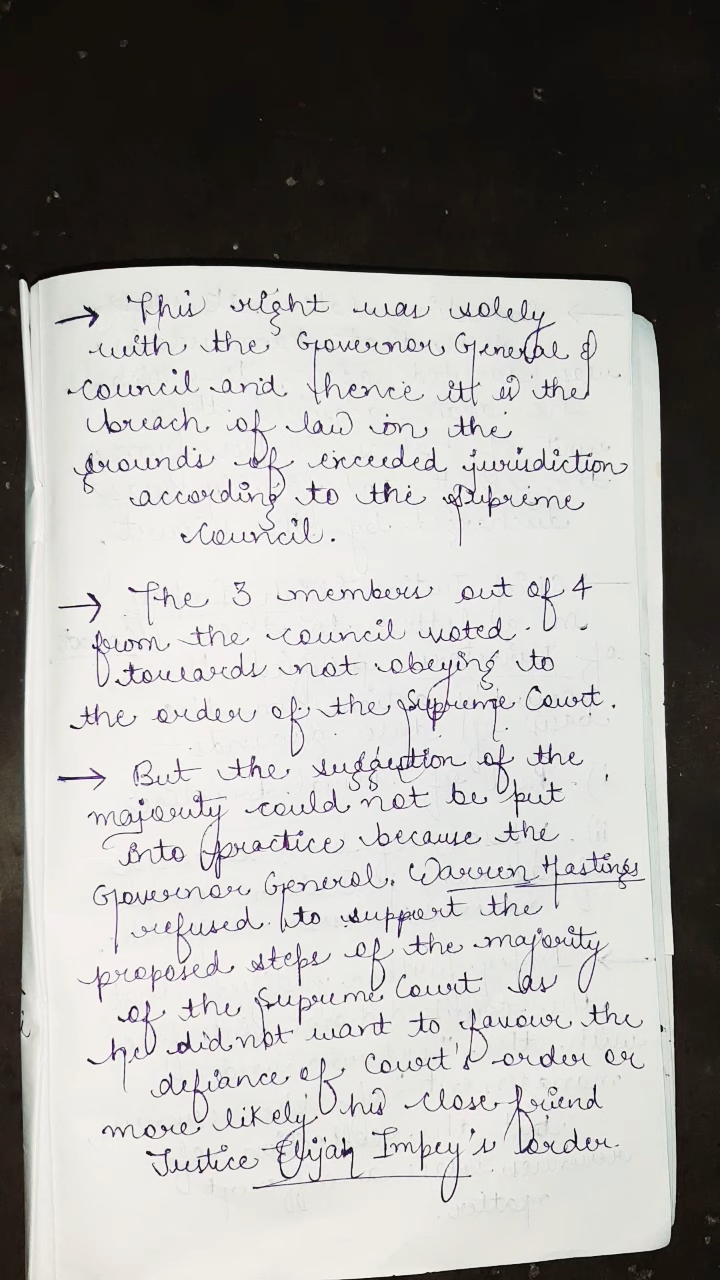 → This right was solely
with the Governor General &
council and thence it is the
breach of law on the
grounds of exceeded jurisdiction
according to the Supreme
Council.
→ The 3 members out of 4
from the council voted
towards not obeying to
the order of the Supreme Court.
→ But the suggestion of the
majority could not be put
into practice because the
Governor General. Warren Hastings
refused to support the
proposed steps of the majority
of the Supreme Court as
he did not want to favour the
defiance of Court's order or
more likely his close friend
Justice Elijah Impey's order.